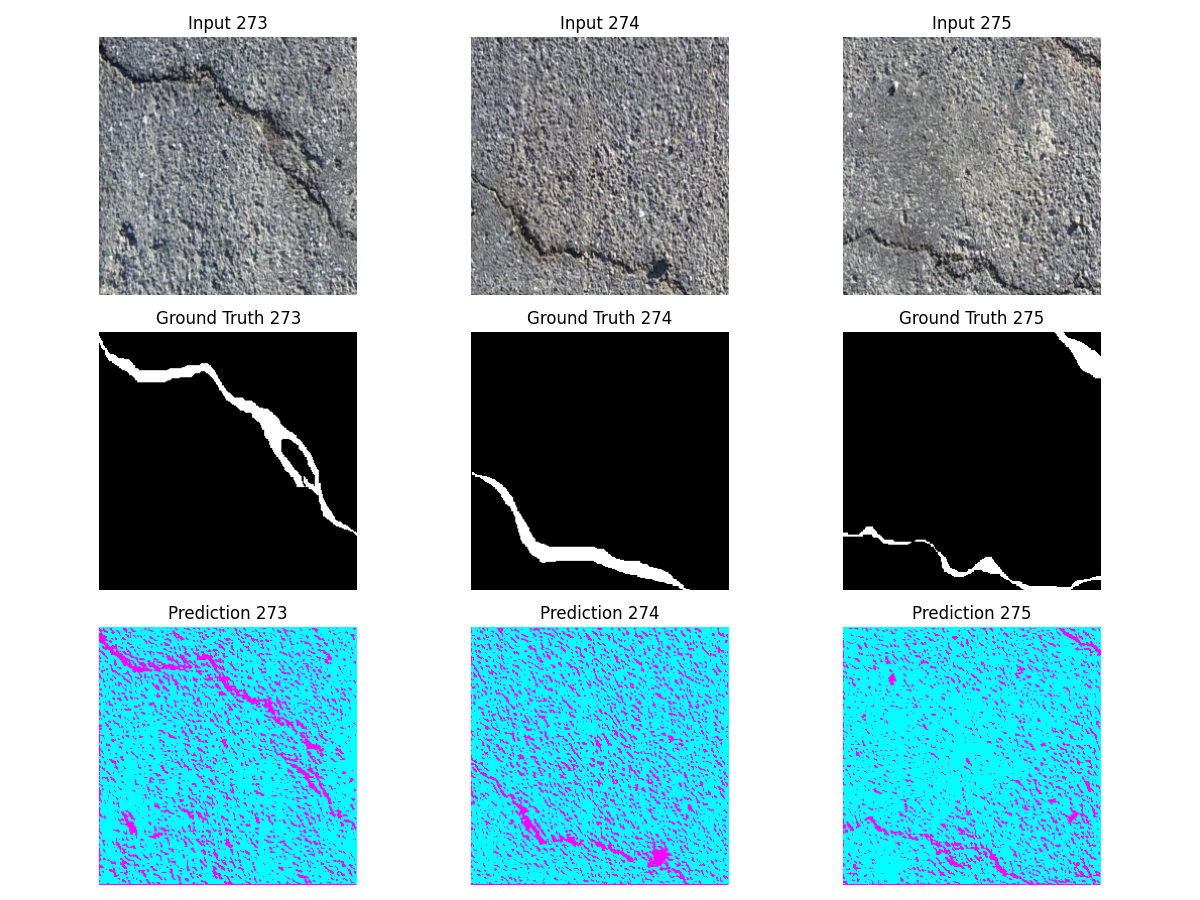 Input 273
Input 274
Input 275
Ground Truth 273
Ground Truth 274
Ground Truth 275
Prediction 273
Prediction 274
Prediction 275